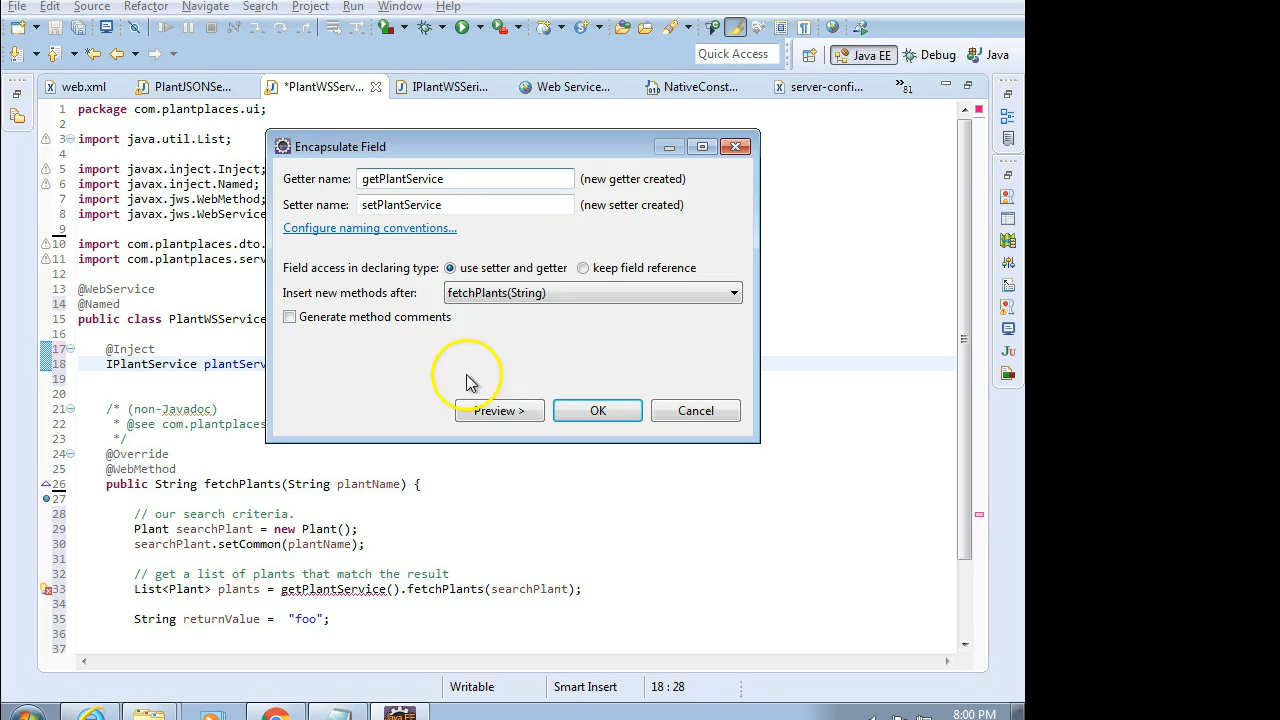 File Edit Source Refactor Navigate Search Project Run Window Help
Quick Access
Java EE
Debug
Java
web.xml
PlantJSONSe...
*PlantWSServ...
IPlantWSSeri...
Web Service...
NativeConst...
server-confi...
»81
1 package com.plantplaces.ui;
2
3 import java.util.List;
4
5 import javax.inject.Inject;
6 import javax.inject.Named;
7 import javax.jws.WebMethod;
8 import javax.jws.WebService
9
10 import com.plantplaces.dto.
11 import com.plantplaces.serv
12
13 @WebService
14 @Named
15 public class PlantWSService
16
17 @Inject
18 IPlantService plantServ
19
20
21 /* (non-Javadoc)
22 * @see com.plantplaces
23 */
24 @Override
25 @WebMethod
26 public String fetchPlants(String plantName) {
27
28 // our search criteria.
29 Plant searchPlant = new Plant();
30 searchPlant.setCommon(plantName);
31
32 // get a list of plants that match the result
33 List<Plant> plants = getPlantService().fetchPlants(searchPlant);
34
35 String returnValue = "foo";
36
37
Encapsulate Field
Getter name: getPlantService (new getter created)
Setter name: setPlantService (new setter created)
Configure naming conventions...
Field access in declaring type: use setter and getter keep field reference
Insert new methods after: fetchPlants(String)
Generate method comments
Preview > OK Cancel
Writable
Smart Insert
18 : 28
8:00 PM